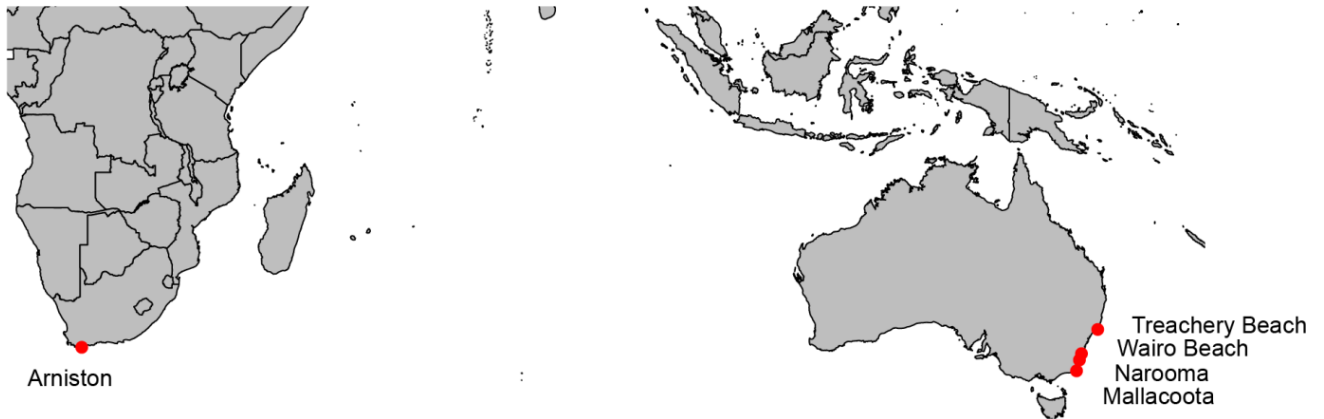 Treachery Beach
Wairo Beach
Narooma
Mallacoota
Arniston